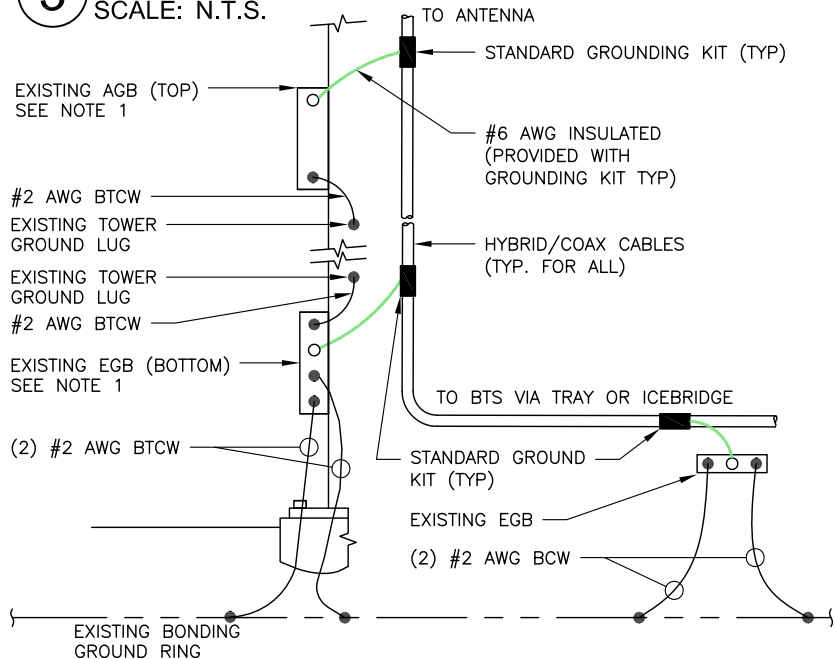 SCALE: N.T.S.
TO ANTENNA
STANDARD GROUNDING KIT (TYP)
EXISTING AGB (TOP)
SEE NOTE 1
#6 AWG INSULATED
(PROVIDED WITH
GROUNDING KIT TYP)
#2 AWG BTCW
EXISTING TOWER
GROUND LUG
HYBRID/COAX CABLES
(TYP. FOR ALL)
EXISTING TOWER
GROUND LUG
#2 AWG BTCW
EXISTING EGB (BOTTOM)
SEE NOTE 1
TO BTS VIA TRAY OR ICEBRIDGE
(2) #2 AWG BTCW
STANDARD GROUND
KIT (TYP)
EXISTING EGB
(2) #2 AWG BCW
EXISTING BONDING
GROUND RING